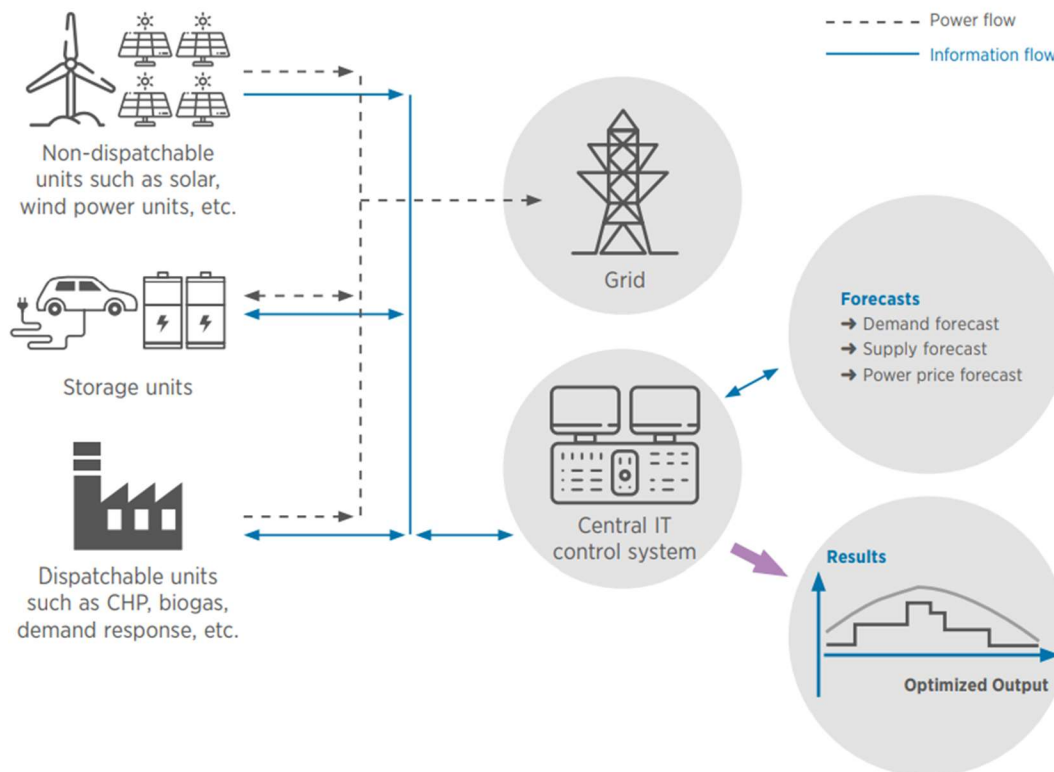 Power flow
Information flow
Non-dispatchable
units such as solar,
wind power units, etc.
Grid
Storage units
Forecasts
➔ Demand forecast
➔ Supply forecast
➔ Power price forecast
Central IT
control system
Dispatchable units
such as CHP, biogas,
demand response, etc.
Results
Optimized Output